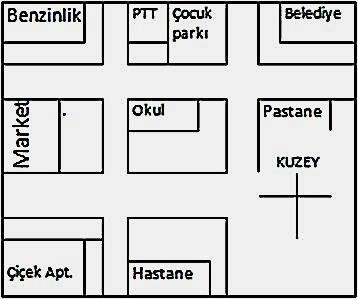 Benzinlik
PTT
Çocuk
parkı
Belediye
Market
.
Okul
Pastane
KUZEY
Çiçek Apt.
Hastane